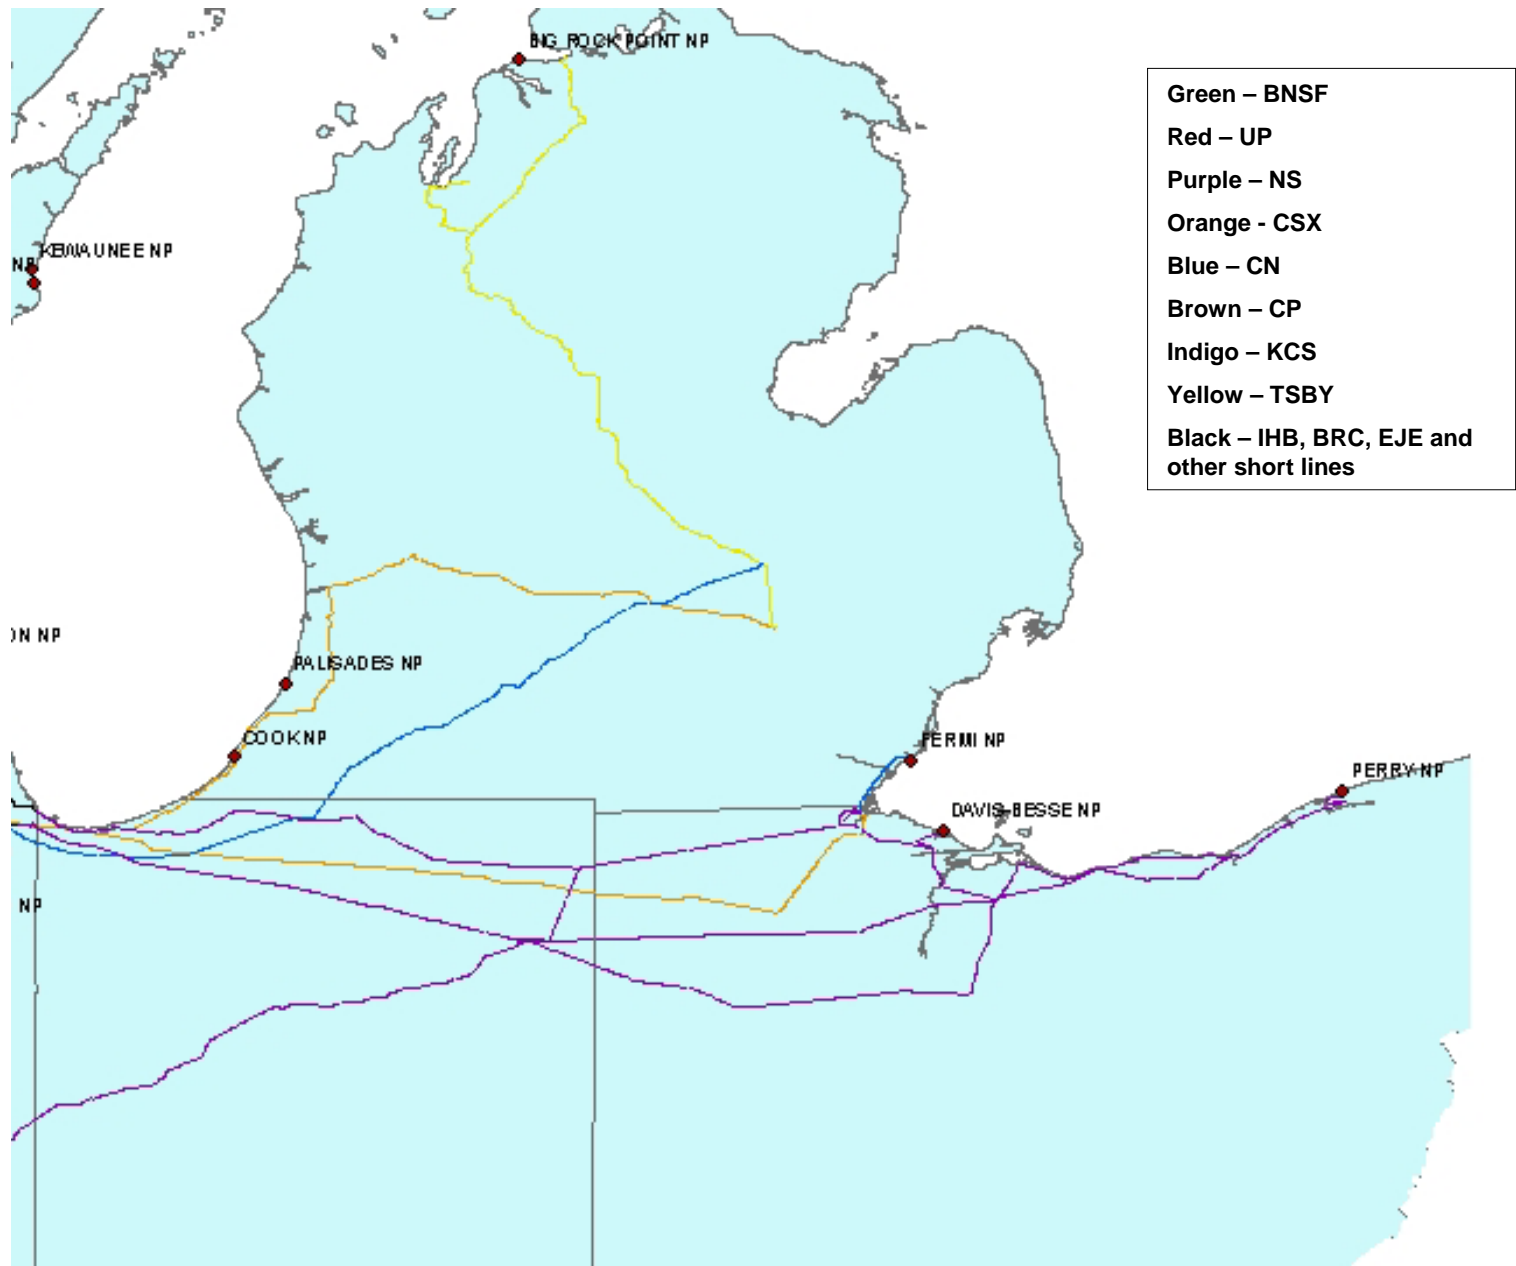 BIG ROCK POINT NP
KEWAUNEE NP
NP
ON NP
PALISADES NP
COOK NP
FERMI NP
PERRY NP
DAVIS-BESSE NP
NP
Green – BNSF
Red – UP
Purple – NS
Orange - CSX
Blue – CN
Brown – CP
Indigo – KCS
Yellow – TSBY
Black – IHB, BRC, EJE and
other short lines